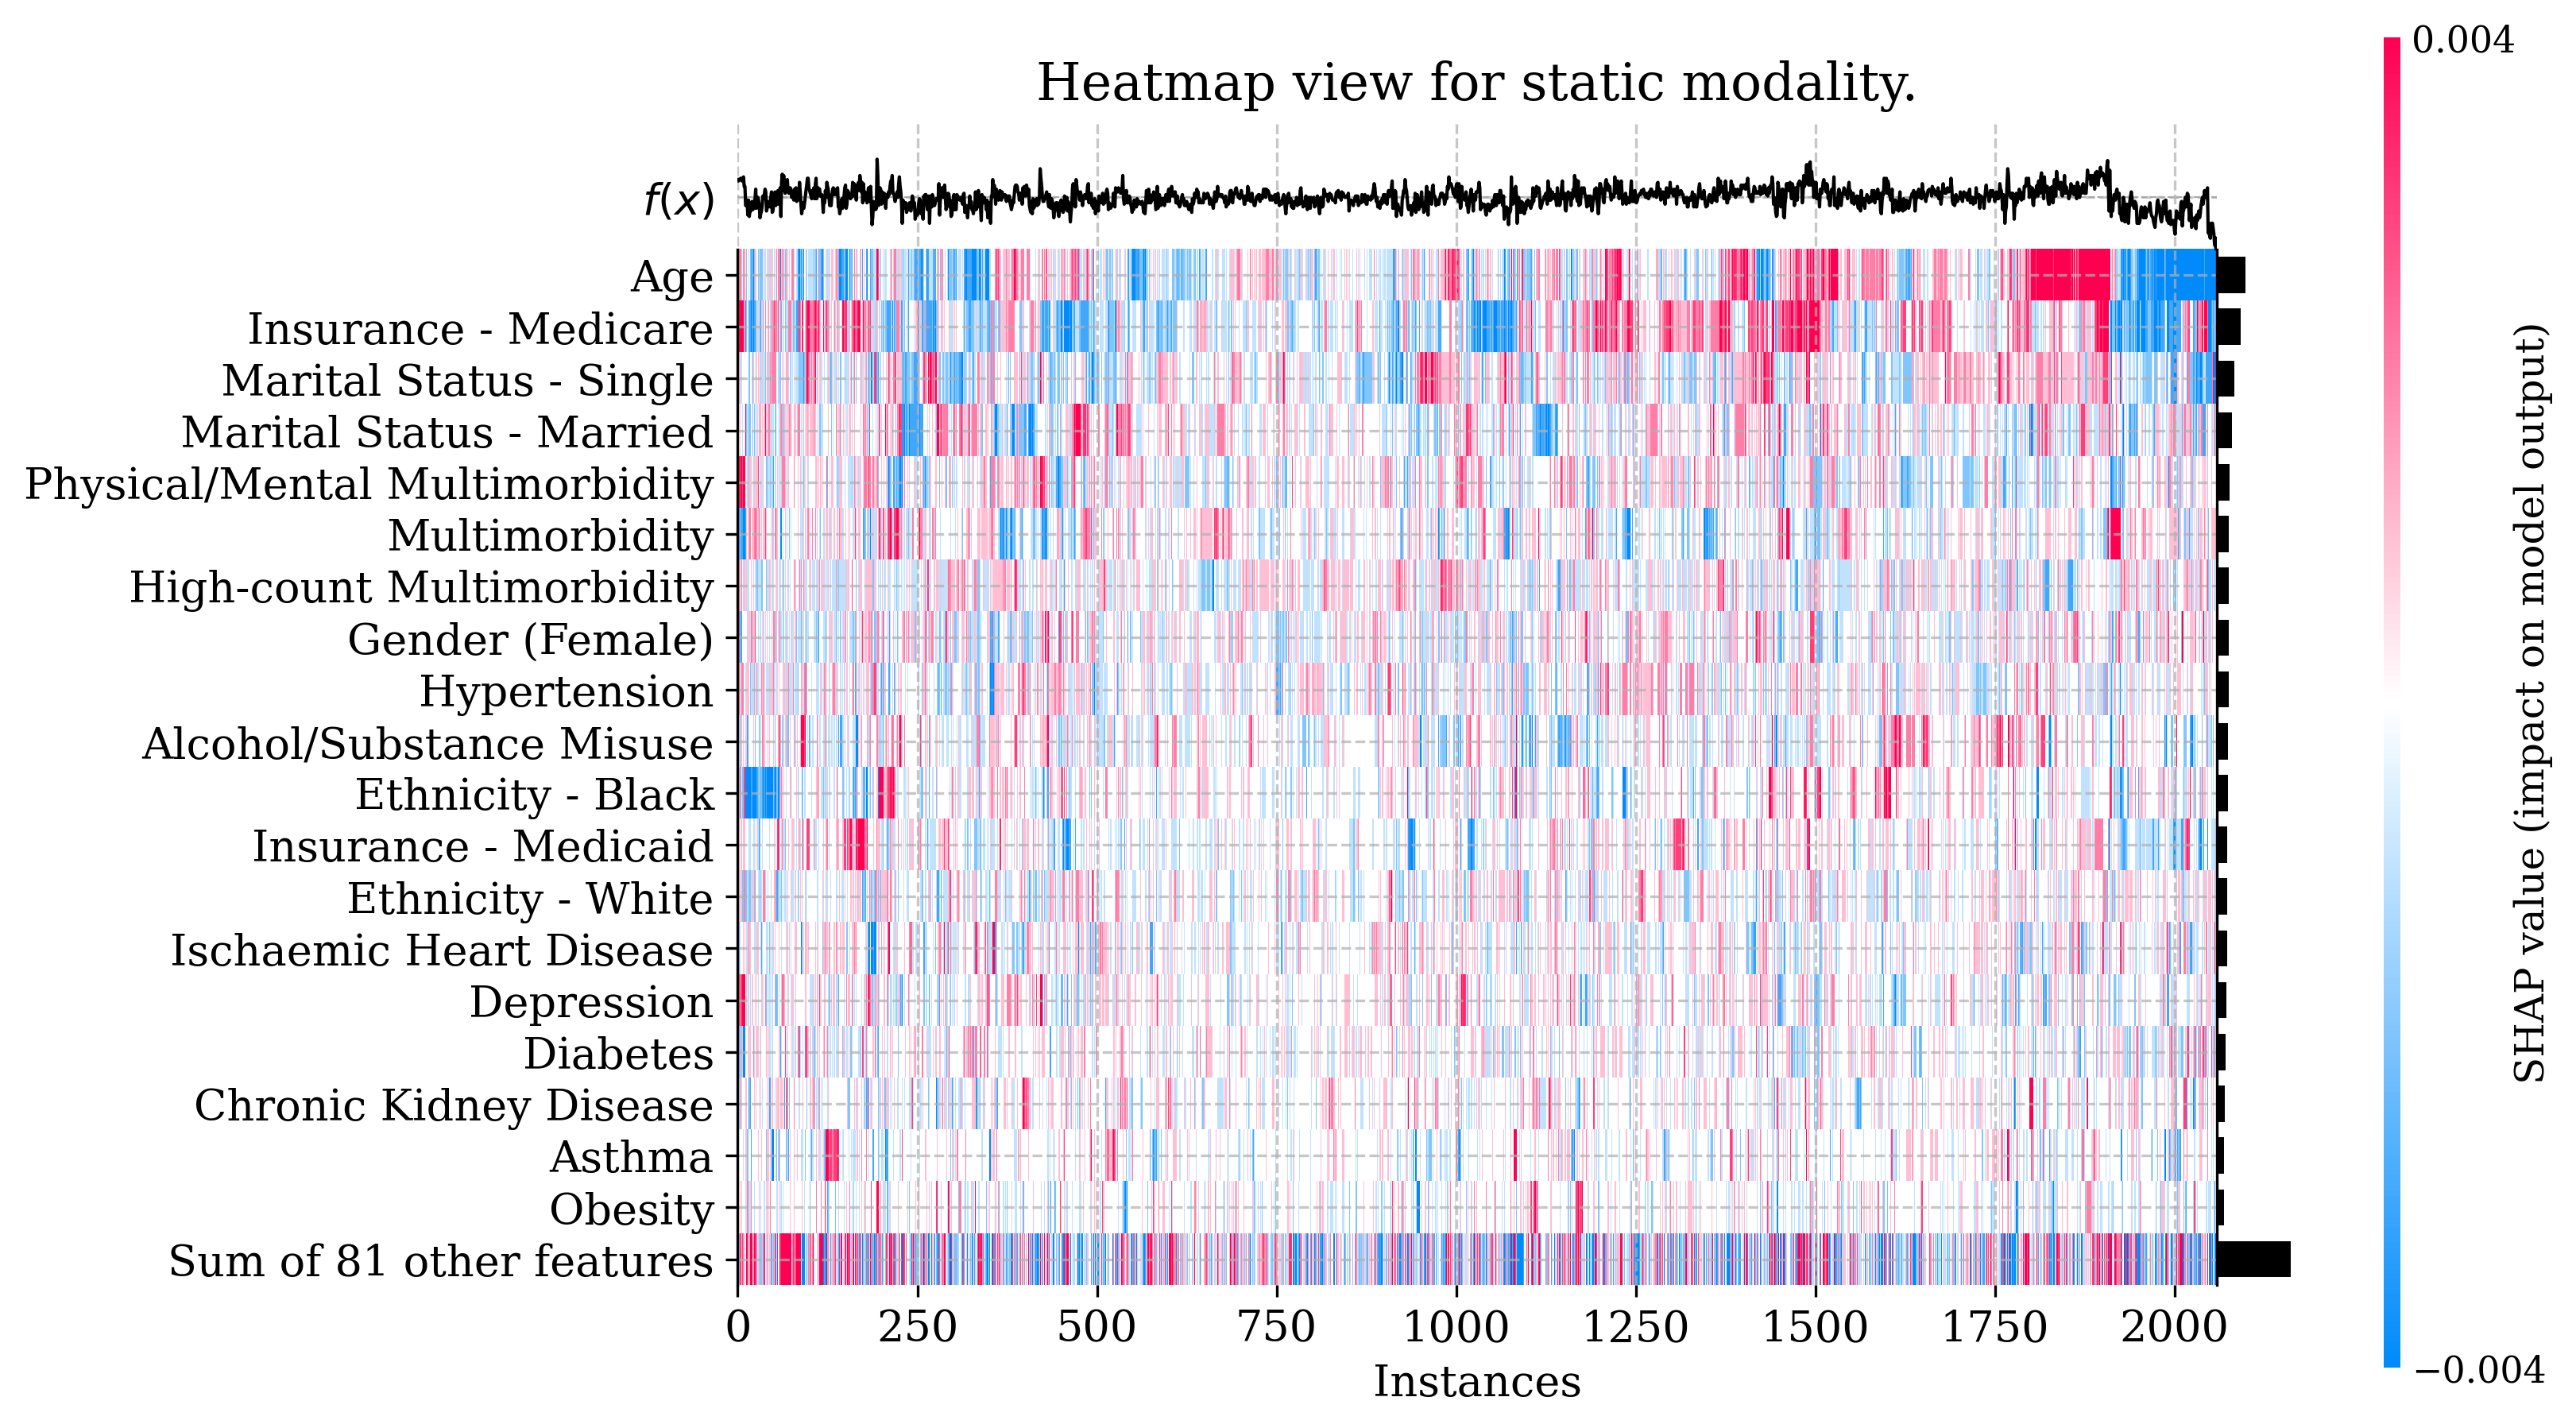 Heatmap view for static modality.
0.004
f(x)
Age
Insurance - Medicare
Marital Status - Single
Marital Status - Married
Physical/Mental Multimorbidity
Multimorbidity
High-count Multimorbidity
Gender (Female)
Hypertension
Alcohol/Substance Misuse
Ethnicity - Black
Insurance - Medicaid
Ethnicity - White
Ischaemic Heart Disease
Depression
Diabetes
Chronic Kidney Disease
Asthma
Obesity
Sum of 81 other features
0 250 500 750 1000 1250 1500 1750 2000
Instances
SHAP value (impact on model output)
−0.004